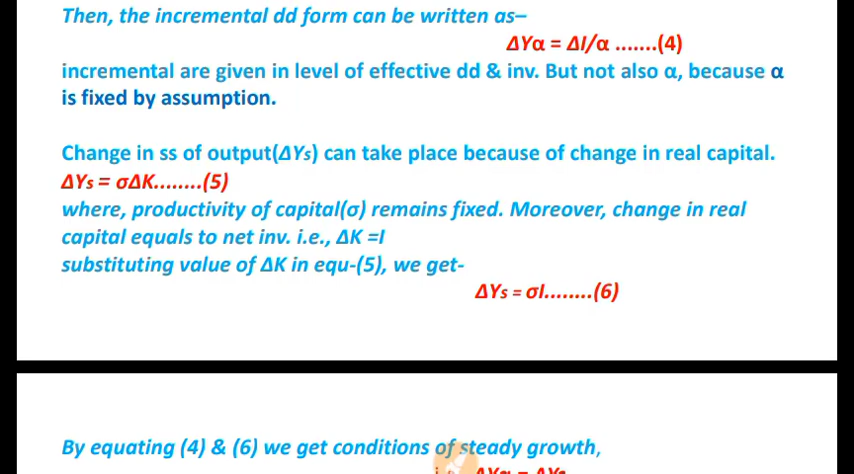 Then, the incremental dd form can be written as–
ΔYα = ΔI/α .......(4)
incremental are given in level of effective dd & inv. But not also α, because α
is fixed by assumption.
Change in ss of output(ΔYs) can take place because of change in real capital.
ΔYs = σΔK........(5)
where, productivity of capital(σ) remains fixed. Moreover, change in real
capital equals to net inv. i.e., ΔK =I
substituting value of ΔK in equ-(5), we get-
ΔYs = σI........(6)
By equating (4) & (6) we get conditions of steady growth,